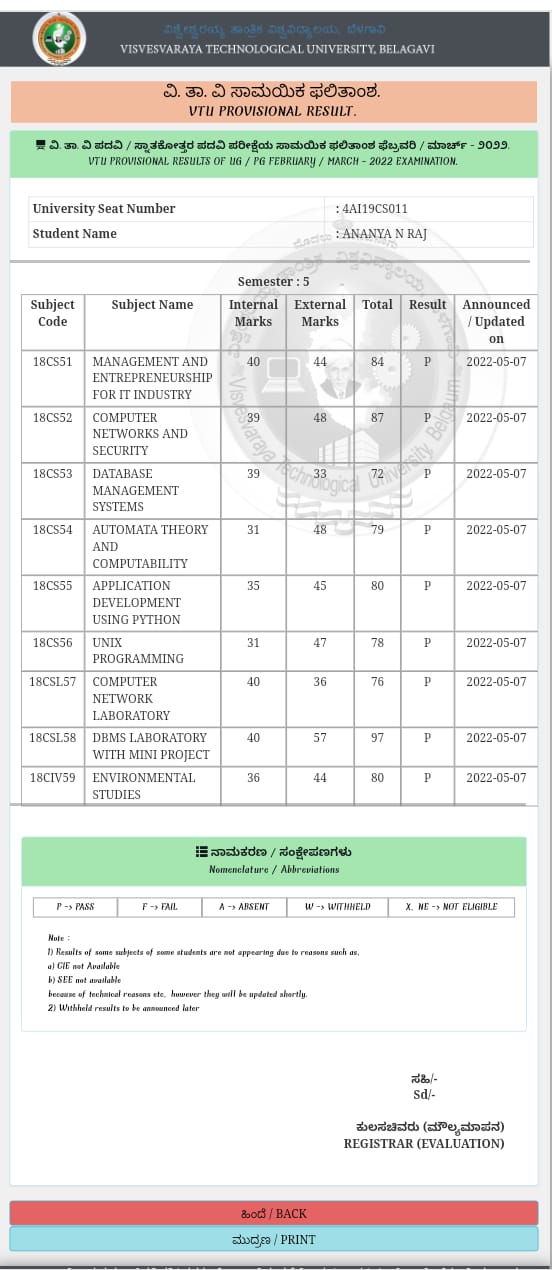 ವಿಶ್ವೇಶ್ವರಯ್ಯ ತಾಂತ್ರಿಕ ವಿಶ್ವವಿದ್ಯಾಲಯ, ಬೆಳಗಾವಿ
VISVESVARAYA TECHNOLOGICAL UNIVERSITY, BELAGAVI
ವಿ. ತಾ. ವಿ ಸಾಮಯಿಕ ಫಲಿತಾಂಶ.
VTU PROVISIONAL RESULT.
ವಿ. ತಾ. ವಿ ಪದವಿ / ಸ್ನಾತಕೋತ್ತರ ಪದವಿ ಪರೀಕ್ಷೆಯ ಸಾಮಯಿಕ ಫಲಿತಾಂಶ ಫೆಬ್ರವರಿ / ಮಾರ್ಚ್ - ೨೦೨೨.
VTU PROVISIONAL RESULTS OF UG / PG FEBRUARY / MARCH - 2022 EXAMINATION.
University Seat Number : 4AI19CS011
Student Name : ANANYA N RAJ
Semester : 5
Subject Code Subject Name Internal Marks External Marks Total Result Announced / Updated on
18CS51 MANAGEMENT AND ENTREPRENEURSHIP FOR IT INDUSTRY 40 44 84 P 2022-05-07
18CS52 COMPUTER NETWORKS AND SECURITY 39 48 87 P 2022-05-07
18CS53 DATABASE MANAGEMENT SYSTEMS 39 33 72 P 2022-05-07
18CS54 AUTOMATA THEORY AND COMPUTABILITY 31 48 79 P 2022-05-07
18CS55 APPLICATION DEVELOPMENT USING PYTHON 35 45 80 P 2022-05-07
18CS56 UNIX PROGRAMMING 31 47 78 P 2022-05-07
18CSL57 COMPUTER NETWORK LABORATORY 40 36 76 P 2022-05-07
18CSL58 DBMS LABORATORY WITH MINI PROJECT 40 57 97 P 2022-05-07
18CIV59 ENVIRONMENTAL STUDIES 36 44 80 P 2022-05-07
Visvesvaraya Technological University, Belgaum
ನಾಮಕರಣ / ಸಂಕ್ಷೇಪಣಗಳು
Nomenclature / Abbreviations
P -> PASS F -> FAIL A -> ABSENT W -> WITHHELD X, NE -> NOT ELIGIBLE
Note :
1) Results of some subjects of some students are not appearing due to reasons such as,
a) CIE not Available
b) SEE not available
because of technical reasons etc, however they will be updated shortly.
2) Withheld results to be announced later
ಸಹಿ/-
Sd/-
ಕುಲಸಚಿವರು (ಮೌಲ್ಯಮಾಪನ)
REGISTRAR (EVALUATION)
ಹಿಂದೆ / BACK
ಮುದ್ರಣ / PRINT